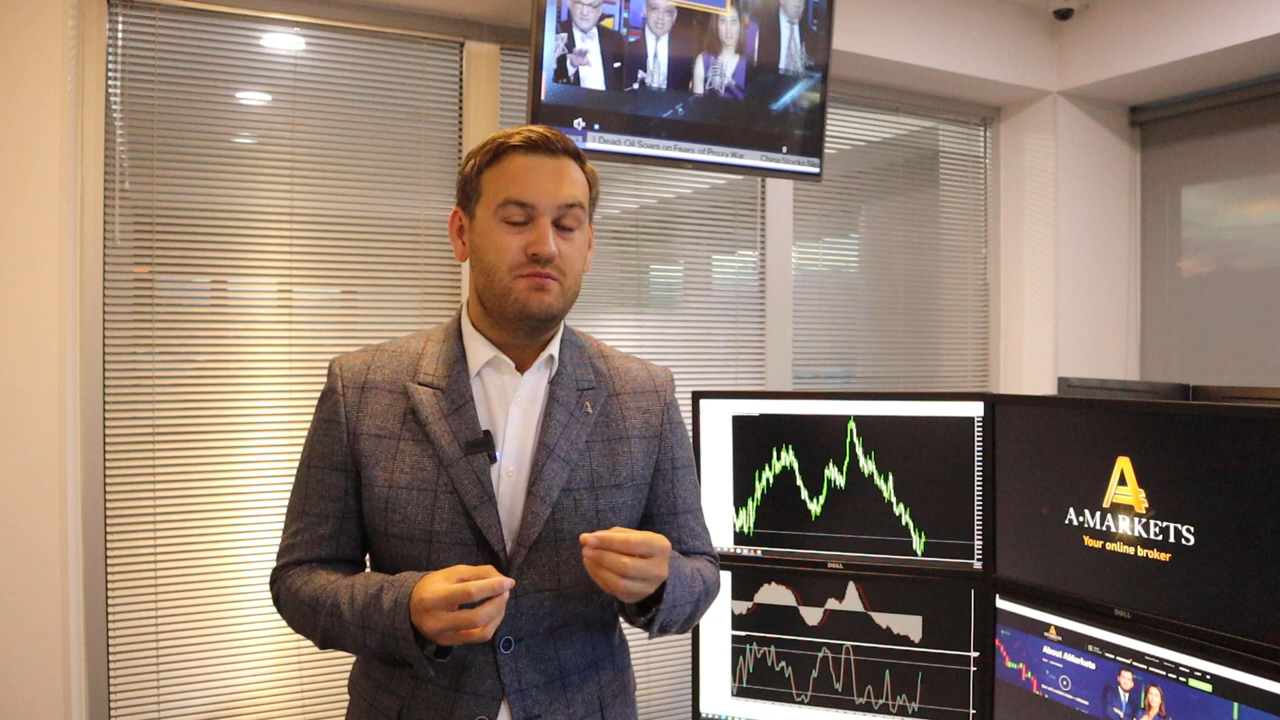 Dead: Oil Soars on Fears of Proxy War
China Stocks
DELL
A
A·MARKETS
Your online broker
DELL
About AMarkets